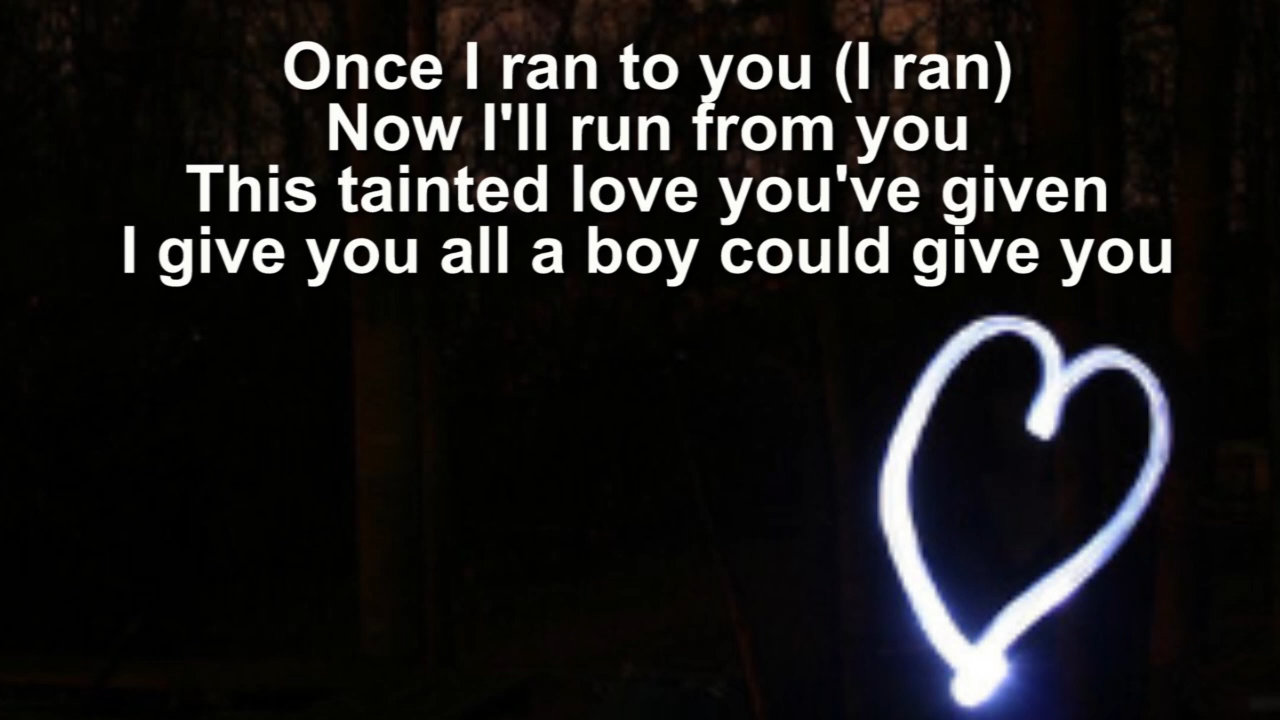 Once I ran to you (I ran)
Now I'll run from you
This tainted love you've given
I give you all a boy could give you